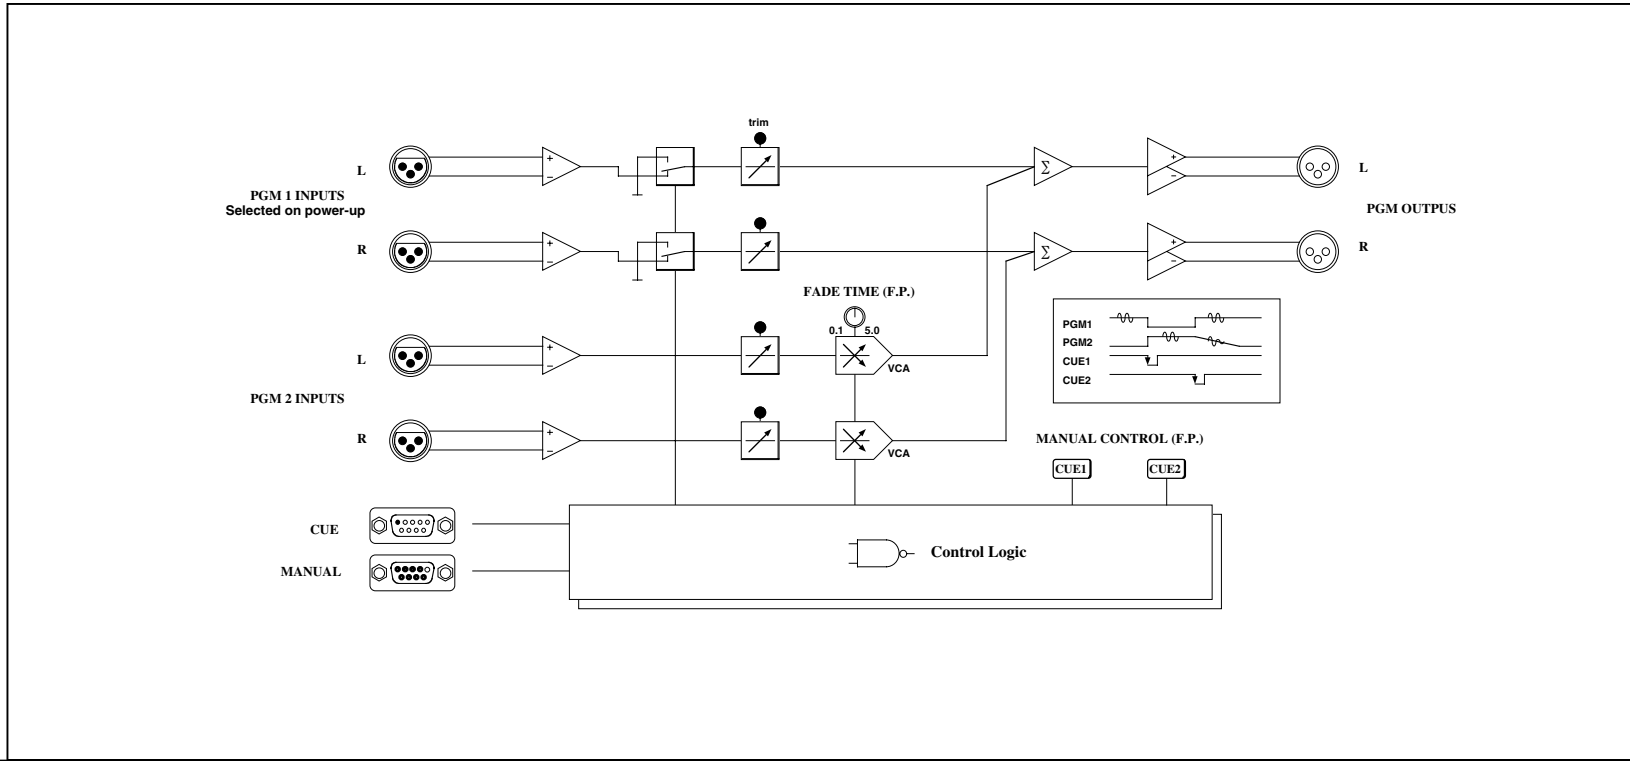 trim
L
PGM 1 INPUTS
Selected on power-up
R
+
−
+
−
Σ
Σ
+
−
+
−
L
PGM OUTPUS
R
FADE TIME (F.P.)
0.1 5.0
L
PGM 2 INPUTS
R
+
−
+
−
VCA
VCA
PGM1
PGM2
CUE1
CUE2
MANUAL CONTROL (F.P.)
CUE1 CUE2
CUE
MANUAL
Control Logic